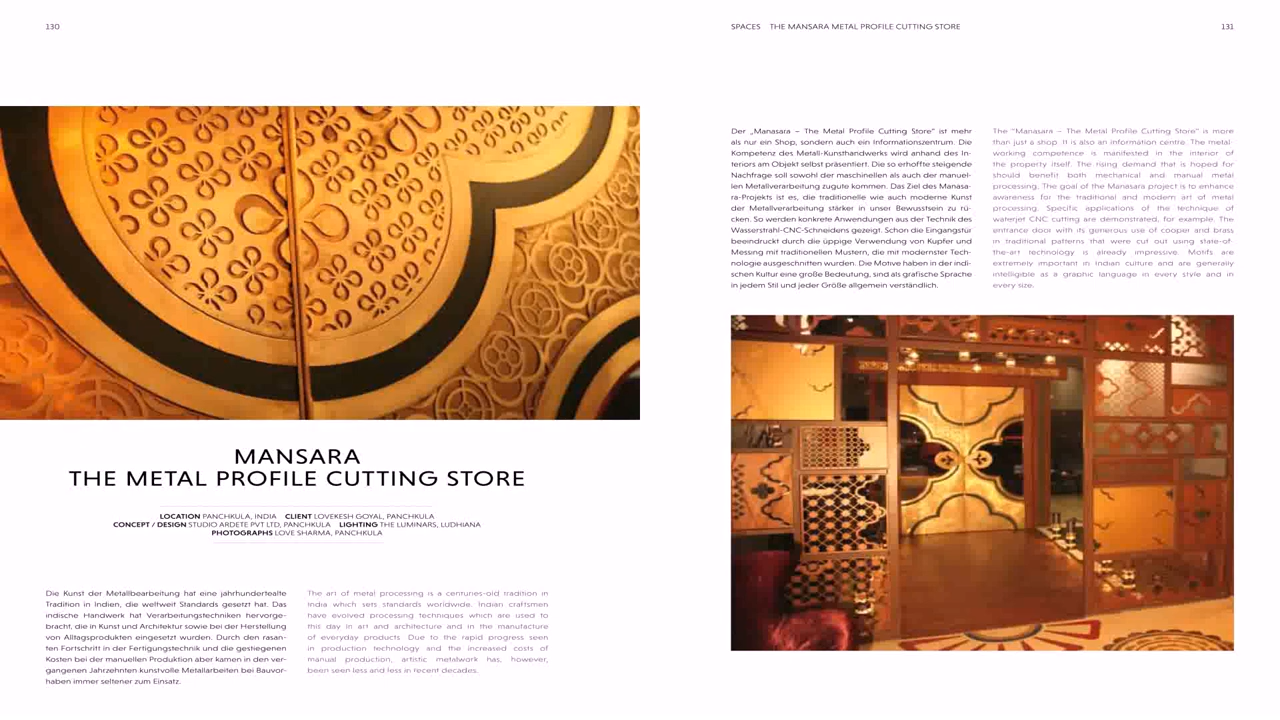 130
MANSARA
THE METAL PROFILE CUTTING STORE
LOCATION PANCHKULA, INDIA CLIENT LOVEKESH GOYAL, PANCHKULA
CONCEPT / DESIGN STUDIO ARDETE PVT LTD, PANCHKULA LIGHTING THE LUMINARS, LUDHIANA
PHOTOGRAPHS LOVE SHARMA, PANCHKULA
Die Kunst der Metallbearbeitung hat eine jahrhundertealte
Tradition in Indien, die weltweit Standards gesetzt hat. Das
indische Handwerk hat Verarbeitungstechniken hervorge-
bracht, die in Kunst und Architektur sowie bei der Herstellung
von Alltagsprodukten eingesetzt wurden. Durch den rasan-
ten Fortschritt in der Fertigungstechnik und die gestiegenen
Kosten bei der manuellen Produktion aber kamen in den ver-
gangenen Jahrzehnten kunstvolle Metallarbeiten bei Bauvor-
haben immer seltener zum Einsatz.
The art of metal processing is a centuries-old tradition in
India which sets standards worldwide. Indian craftsmen
have evolved processing techniques which are used to
this day in art and architecture and in the manufacture
of everyday products. Due to the rapid progress seen
in production technology and the increased costs of
manual production, artistic metalwork has, however,
been seen less and less in recent decades.
SPACES THE MANSARA METAL PROFILE CUTTING STORE
131
Der „Manasara – The Metal Profile Cutting Store“ ist mehr
als nur ein Shop, sondern auch ein Informationszentrum. Die
Kompetenz des Metall-Kunsthandwerks wird anhand des In-
teriors am Objekt selbst präsentiert. Die so erhoffte steigende
Nachfrage soll sowohl der maschinellen als auch der manuel-
len Metallverarbeitung zugute kommen. Das Ziel des Manasa-
ra-Projekts ist es, die traditionelle wie auch moderne Kunst
der Metallverarbeitung stärker in unser Bewusstsein zu rü-
cken. So werden konkrete Anwendungen aus der Technik des
Wasserstrahl-CNC-Schneidens gezeigt. Schon die Eingangstür
beeindruckt durch die üppige Verwendung von Kupfer und
Messing mit traditionellen Mustern, die mit modernster Tech-
nologie ausgeschnitten wurden. Die Motive haben in der indi-
schen Kultur eine große Bedeutung, sind als grafische Sprache
in jedem Stil und jeder Größe allgemein verständlich.
The "Manasara – The Metal Profile Cutting Store" is more
than just a shop. It is also an information centre. The metal-
working competence is manifested in the interior of
the property itself. The rising demand that is hoped for
should benefit both mechanical and manual metal
processing. The goal of the Manasara project is to enhance
awareness for the traditional and modern art of metal
processing. Specific applications of the technique of
waterjet CNC cutting are demonstrated, for example. The
entrance door with its generous use of cooper and brass
in traditional patterns that were cut out using state-of-
the-art technology is already impressive. Motifs are
extremely important in Indian culture and are generally
intelligible as a graphic language in every style and in
every size.